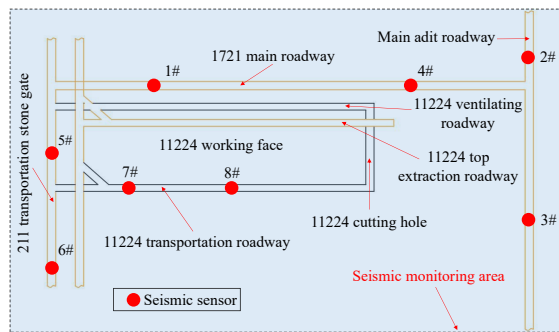 Main adit roadway
1721 main roadway
1#
4#
2#
11224 ventilating
roadway
5#
11224 working face
11224 top
extraction roadway
7#
8#
211 transportation stone gate
11224 cutting hole
3#
6#
11224 transportation roadway
Seismic sensor
Seismic monitoring area